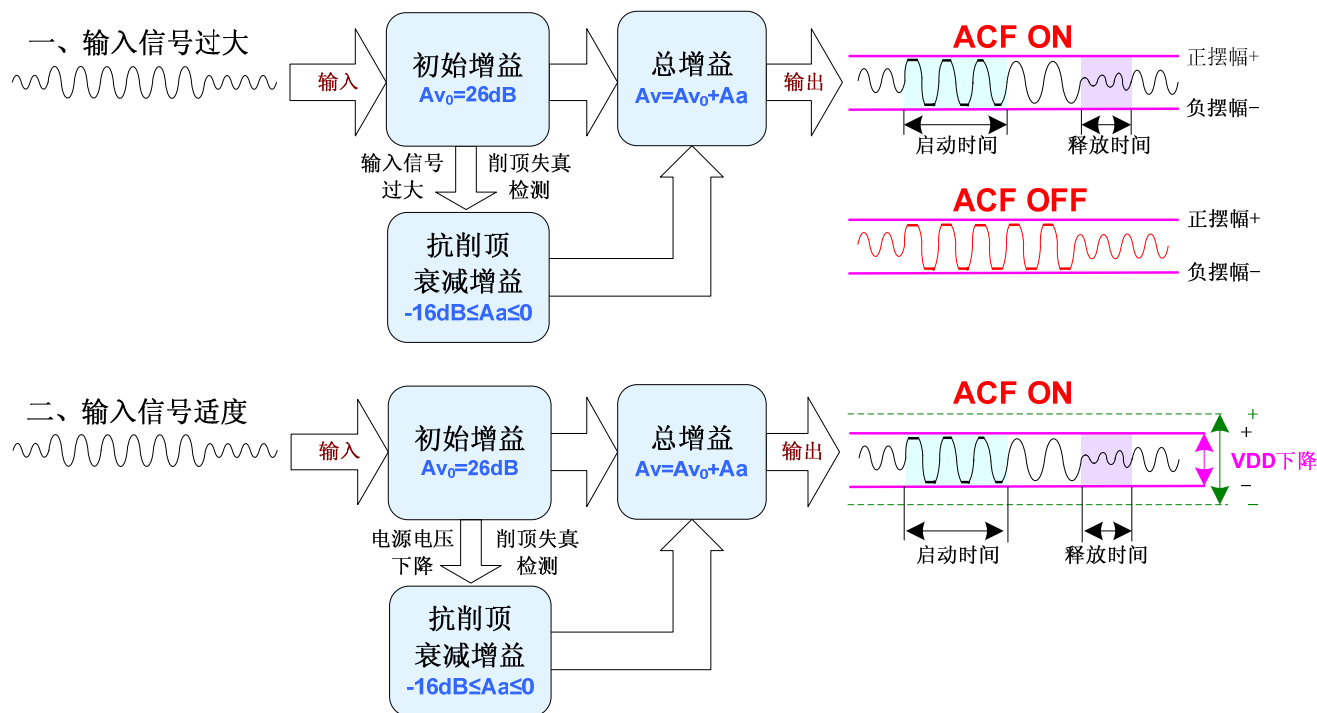 一、输入信号过大
输入
初始增益
Av₀=26dB
总增益
Av=Av₀+Aa
输出
ACF ON
正摆幅+
负摆幅-
启动时间
释放时间
输入信号
过大
削顶失真
检测
抗削顶
衰减增益
-16dB≤Aa≤0
ACF OFF
正摆幅+
负摆幅-
二、输入信号适度
输入
初始增益
Av₀=26dB
总增益
Av=Av₀+Aa
输出
ACF ON
+
+
VDD下降
-
-
启动时间
释放时间
电源电压
下降
削顶失真
检测
抗削顶
衰减增益
-16dB≤Aa≤0